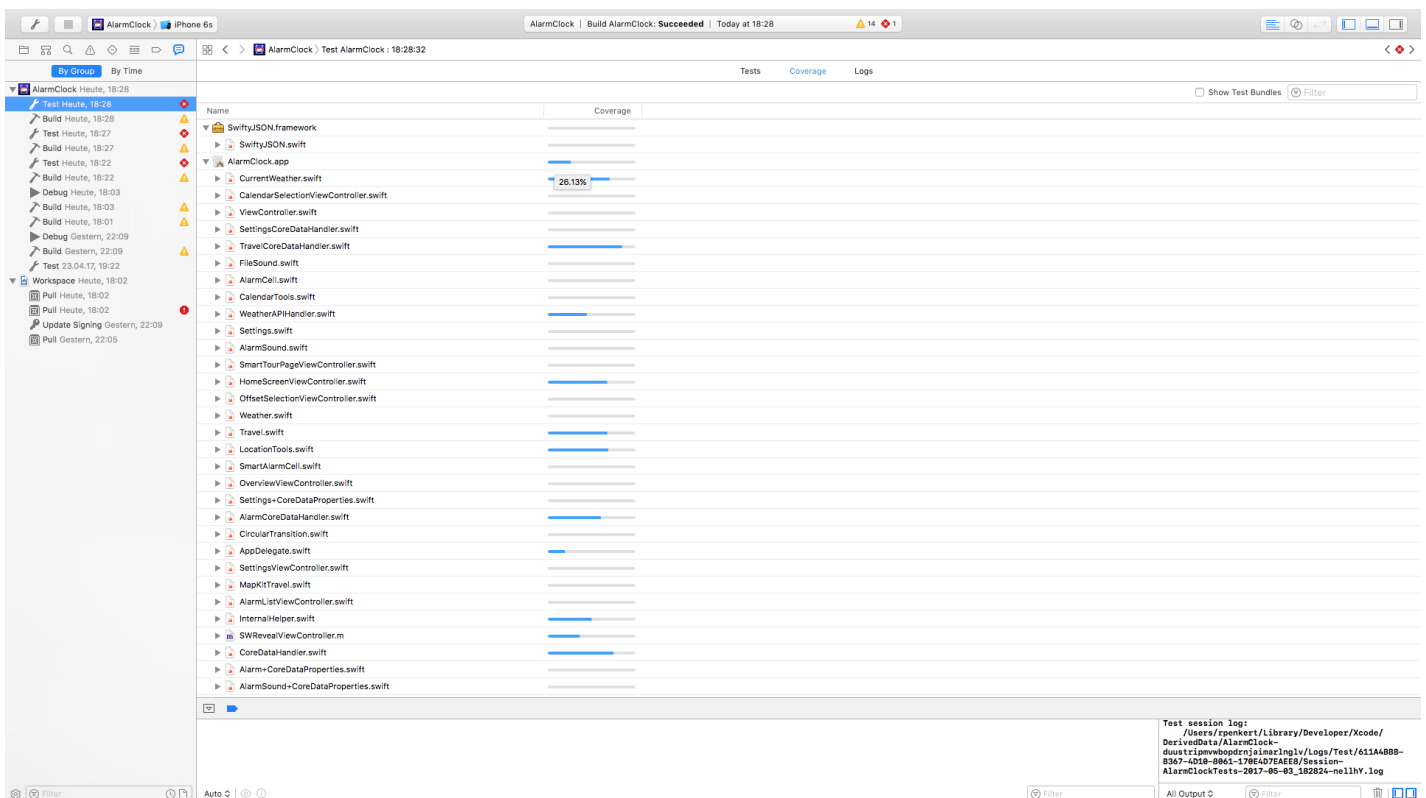 AlarmClock iPhone 6s
AlarmClock | Build AlarmClock: Succeeded | Today at 18:28
14 1
AlarmClock Test AlarmClock : 18:28:32
By Group By Time
Tests Coverage Logs
Show Test Bundles Filter
AlarmClock Heute, 18:28
Test Heute, 18:28
Build Heute, 18:28
Test Heute, 18:27
Build Heute, 18:27
Test Heute, 18:22
Build Heute, 18:22
Debug Heute, 18:03
Build Heute, 18:03
Build Heute, 18:01
Debug Gestern, 22:09
Build Gestern, 22:09
Test 23.04.17, 19:22
Workspace Heute, 18:02
Pull Heute, 18:02
Pull Heute, 18:02
Update Signing Gestern, 22:09
Pull Gestern, 22:05
Name Coverage
SwiftyJSON.framework
SwiftyJSON.swift
AlarmClock.app
CurrentWeather.swift
26.13%
CalendarSelectionViewController.swift
ViewController.swift
SettingsCoreDataHandler.swift
TravelCoreDataHandler.swift
FileSound.swift
AlarmCell.swift
CalendarTools.swift
WeatherAPIHandler.swift
Settings.swift
AlarmSound.swift
SmartTourPageViewController.swift
HomeScreenViewController.swift
OffsetSelectionViewController.swift
Weather.swift
Travel.swift
LocationTools.swift
SmartAlarmCell.swift
OverviewViewController.swift
Settings+CoreDataProperties.swift
AlarmCoreDataHandler.swift
CircularTransition.swift
AppDelegate.swift
SettingsViewController.swift
MapKitTravel.swift
AlarmListViewController.swift
InternalHelper.swift
m SWRevealViewController.m
CoreDataHandler.swift
Alarm+CoreDataProperties.swift
AlarmSound+CoreDataProperties.swift
Test session log:
/Users/rpenkert/Library/Developer/Xcode/
DerivedData/AlarmClock-
duustripmvwbopdrnjaimarlnglv/Logs/Test/611A4BBB-
B367-4D10-8061-170E4D7EAEE8/Session-
AlarmClockTests-2017-05-03_182824-nellhY.log
Filter Auto Filter All Output Filter